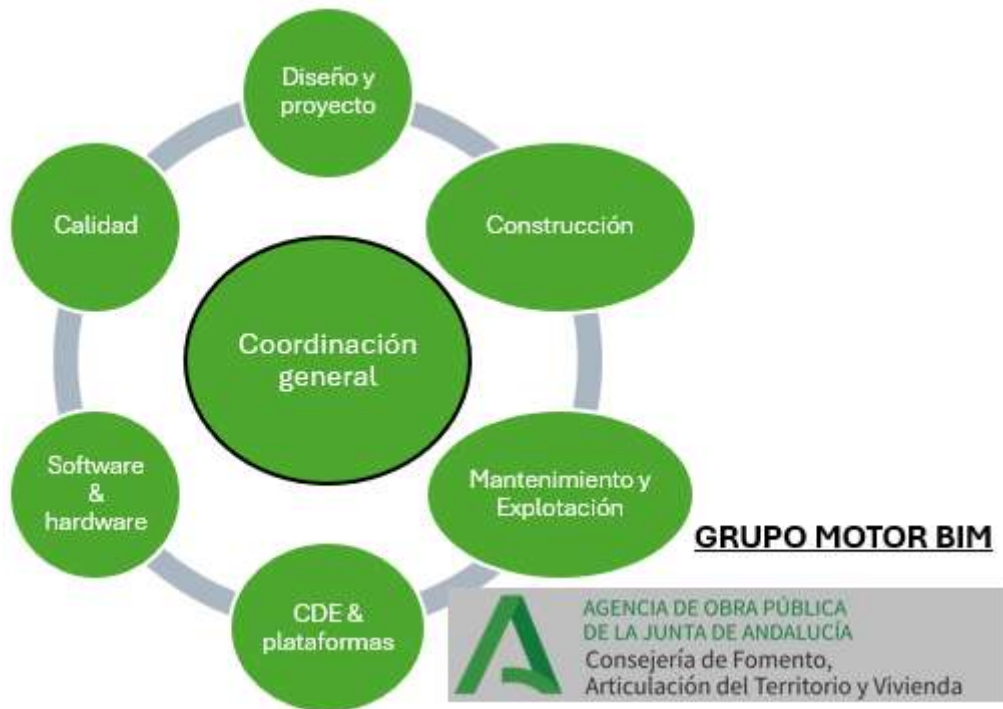 Diseño y
proyecto
Calidad
Construcción
Coordinación
general
Software
&
hardware
Mantenimiento y
Explotación
GRUPO MOTOR BIM
CDE &
plataformas
AGENCIA DE OBRA PÚBLICA
DE LA JUNTA DE ANDALUCÍA
Consejería de Fomento,
Articulación del Territorio y Vivienda